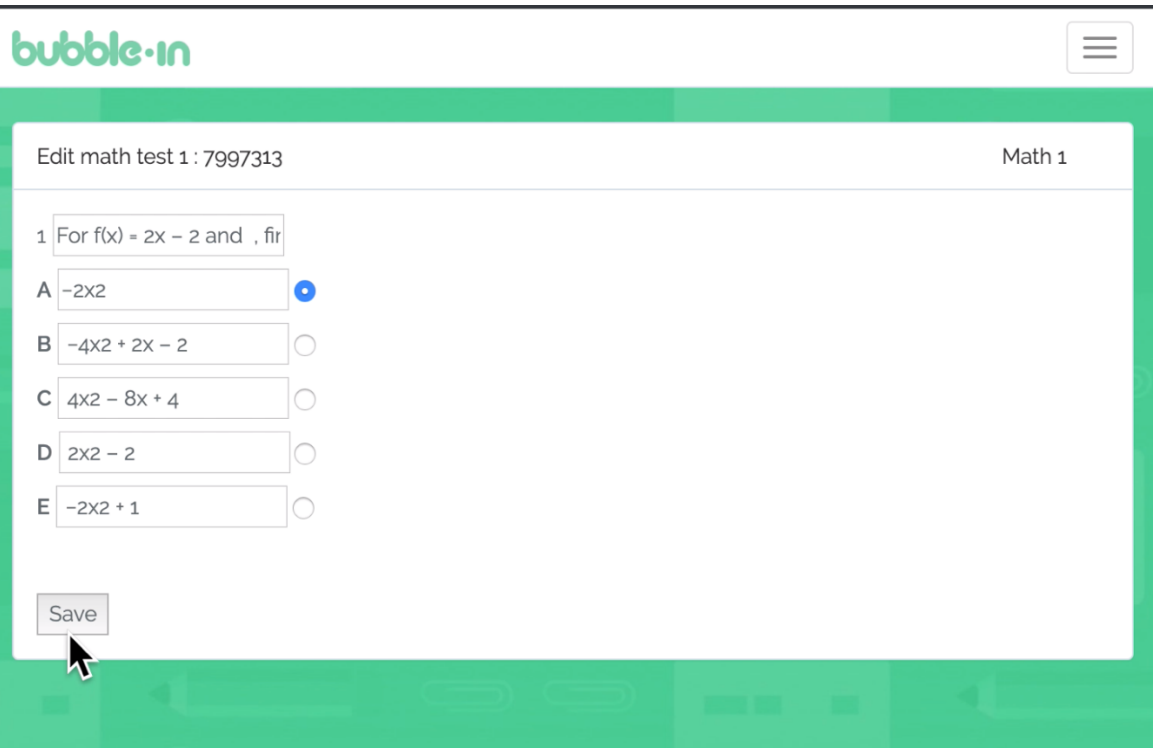 bubble·in
Edit math test 1 : 7997313 Math 1
1 For f(x) = 2x – 2 and , fin
A –2x2
B –4x2 + 2x – 2
C 4x2 – 8x + 4
D 2x2 – 2
E –2x2 + 1
Save